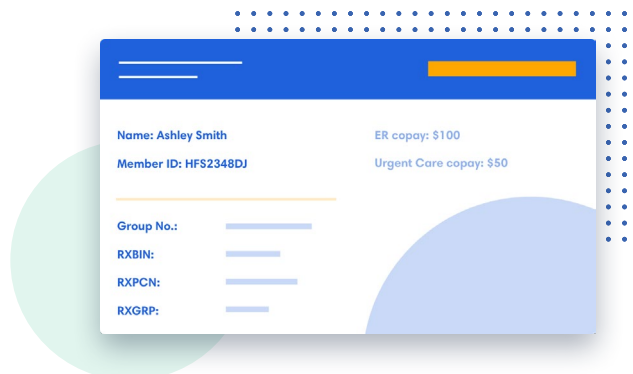 Name: Ashley Smith
Member ID: HFS2348DJ
ER copay: $100
Urgent Care copay: $50
Group No.:
RXBIN:
RXPCN:
RXGRP: